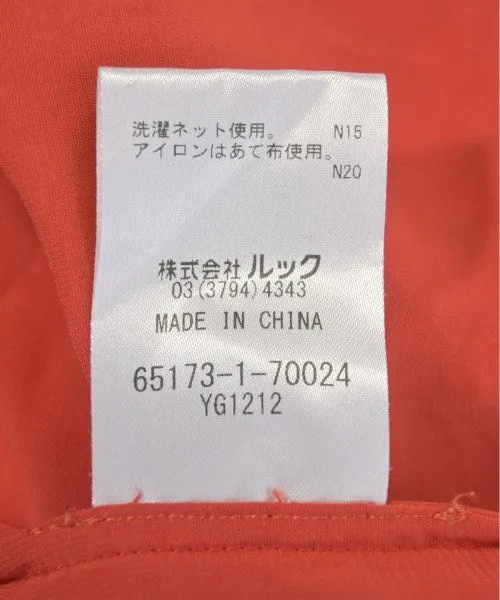 洗濯ネット使用。 N15
アイロンはあて布使用。
N20
株式会社 ルック
03(3794)4343
MADE IN CHINA
65173-1-70024
YG1212